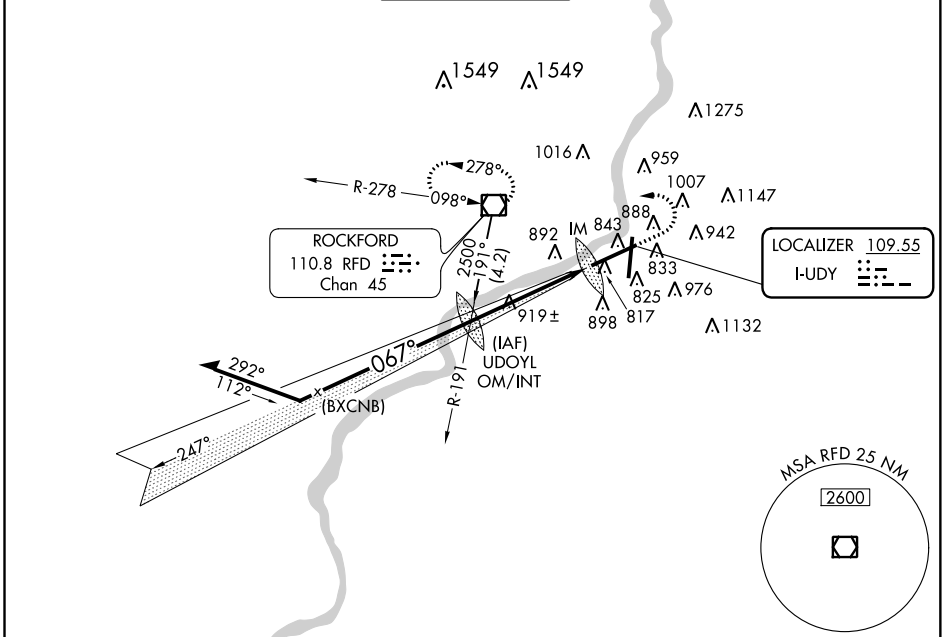 1549
1549
1275
1016
959
278°
1007
R-278
098°
1147
888
843
942
IM
892
ROCKFORD
110.8 RFD
Chan 45
2500
191°
(4.2)
LOCALIZER 109.55
I-UDY
833
825
976
919±
898
817
1132
(IAF)
UDOYL
OM/INT
067°
292°
112°
(BXCNB)
R-191
247°
MSA RFD 25 NM
2600